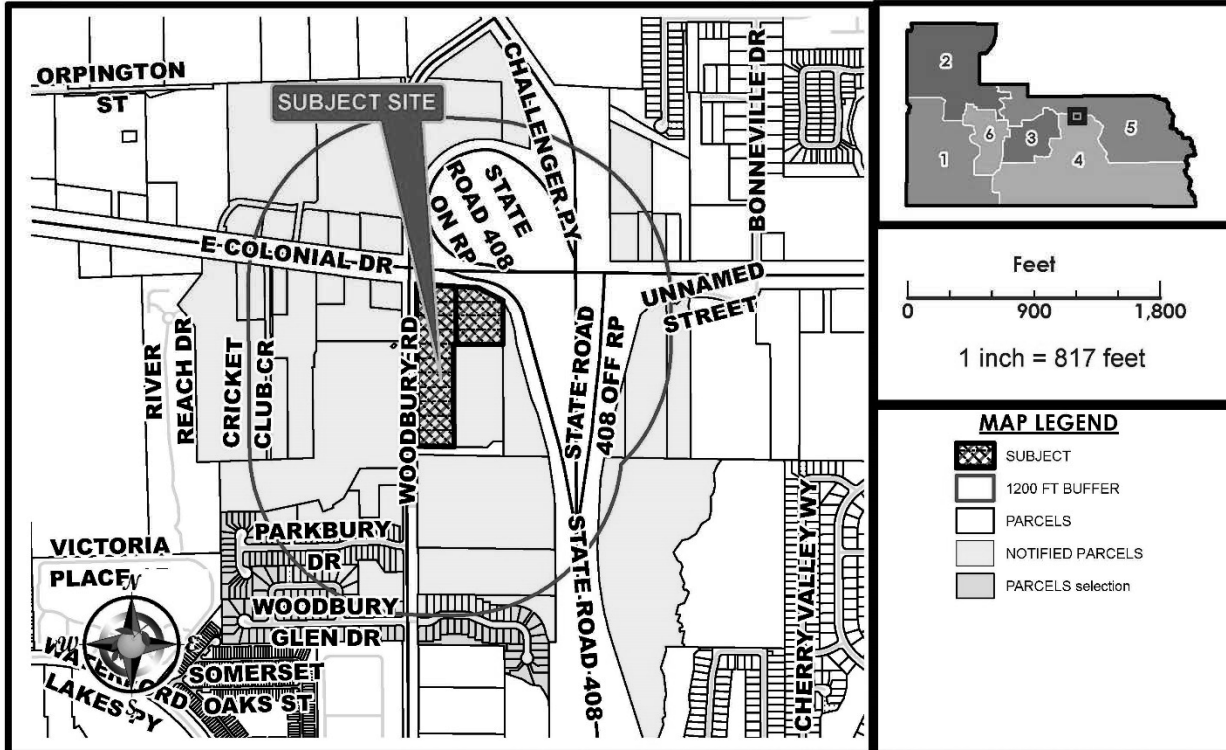 ORPINGTON
ST
SUBJECT SITE
CHALLENGER PY
BONNEVILLE DR
STATE
ROAD 408
ON RP
E COLONIAL DR
UNNAMED
STREET
RIVER
REACH DR
CRICKET
CLUB CR
WOODBURY RD
STATE ROAD
408 OFF RP
PARKBURY
DR
VICTORIA
PLACE
WOODBURY
GLEN DR
STATE ROAD 408
CHERRY VALLEY WY
N
W
E
S
WATERFORD
LAKES PY
SOMERSET
OAKS ST
2
1
6
3
5
4
Feet
0 900 1,800
1 inch = 817 feet
MAP LEGEND
SUBJECT
1200 FT BUFFER
PARCELS
NOTIFIED PARCELS
PARCELS selection